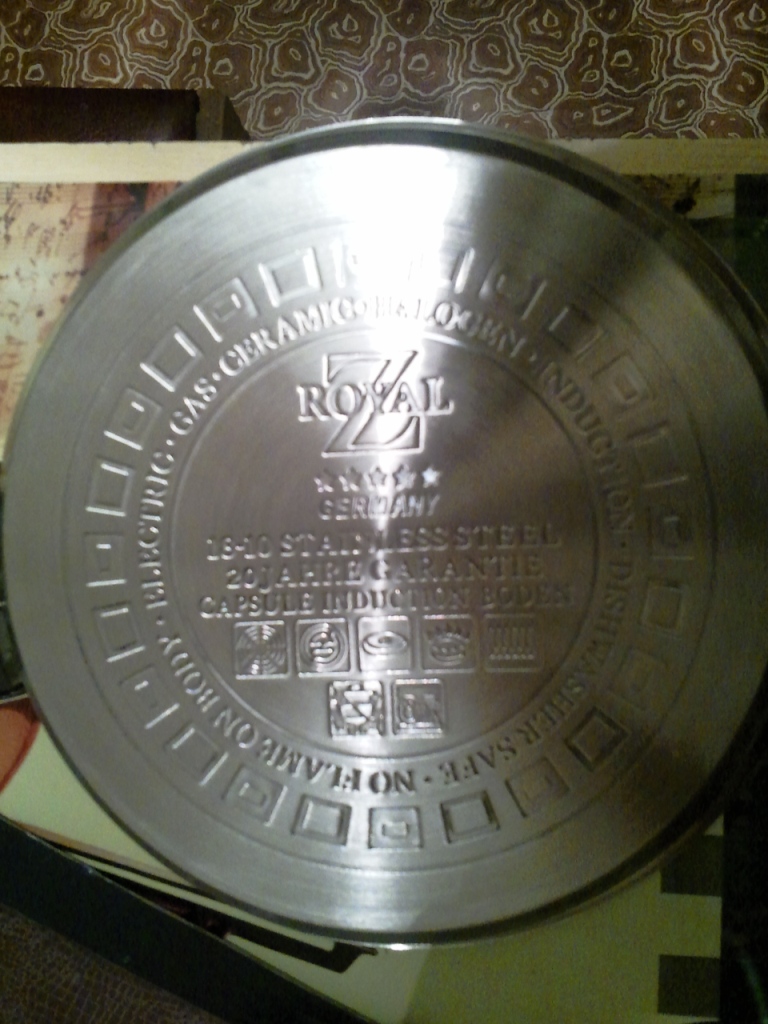 Z
ROYAL
GERMANY
18-10 STAINLESS STEEL
20 JAHRE GARANTIE
CAPSULE INDUCTION BODEN
ELECTRIC · GAS · CERAMIC · HELOGEN · INDUCTION · DISHWASHER SAFE · NO FLAME ON BODY ·